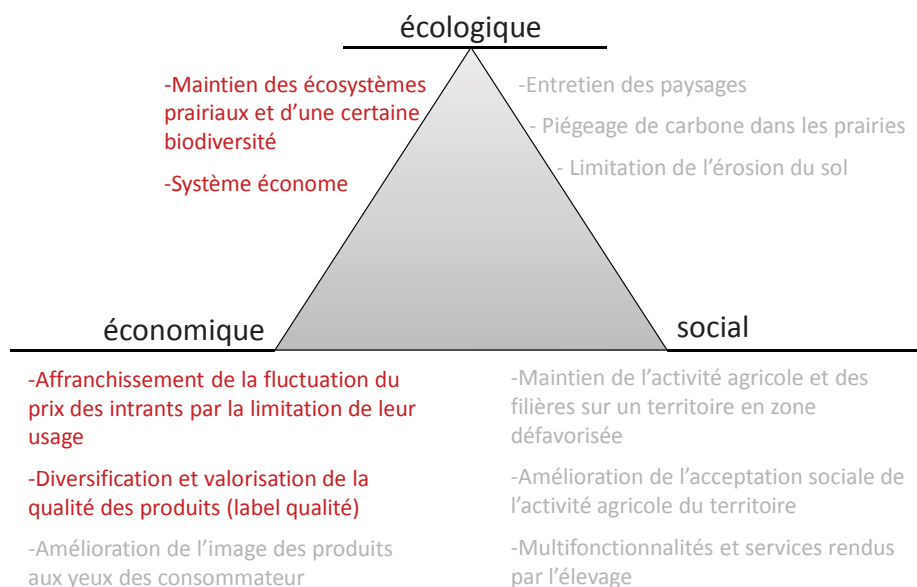 écologique
-Maintien des écosystèmes
prairiaux et d’une certaine
biodiversité
-Système économe
-Entretien des paysages
- Piégeage de carbone dans les prairies
- Limitation de l’érosion du sol
économique
social
-Affranchissement de la fluctuation du
prix des intrants par la limitation de leur
usage
-Diversification et valorisation de la
qualité des produits (label qualité)
-Amélioration de l’image des produits
aux yeux des consommateur
-Maintien de l’activité agricole et des
filières sur un territoire en zone
défavorisée
-Amélioration de l’acceptation sociale de
l’activité agricole du territoire
-Multifonctionnalités et services rendus
par l’élevage